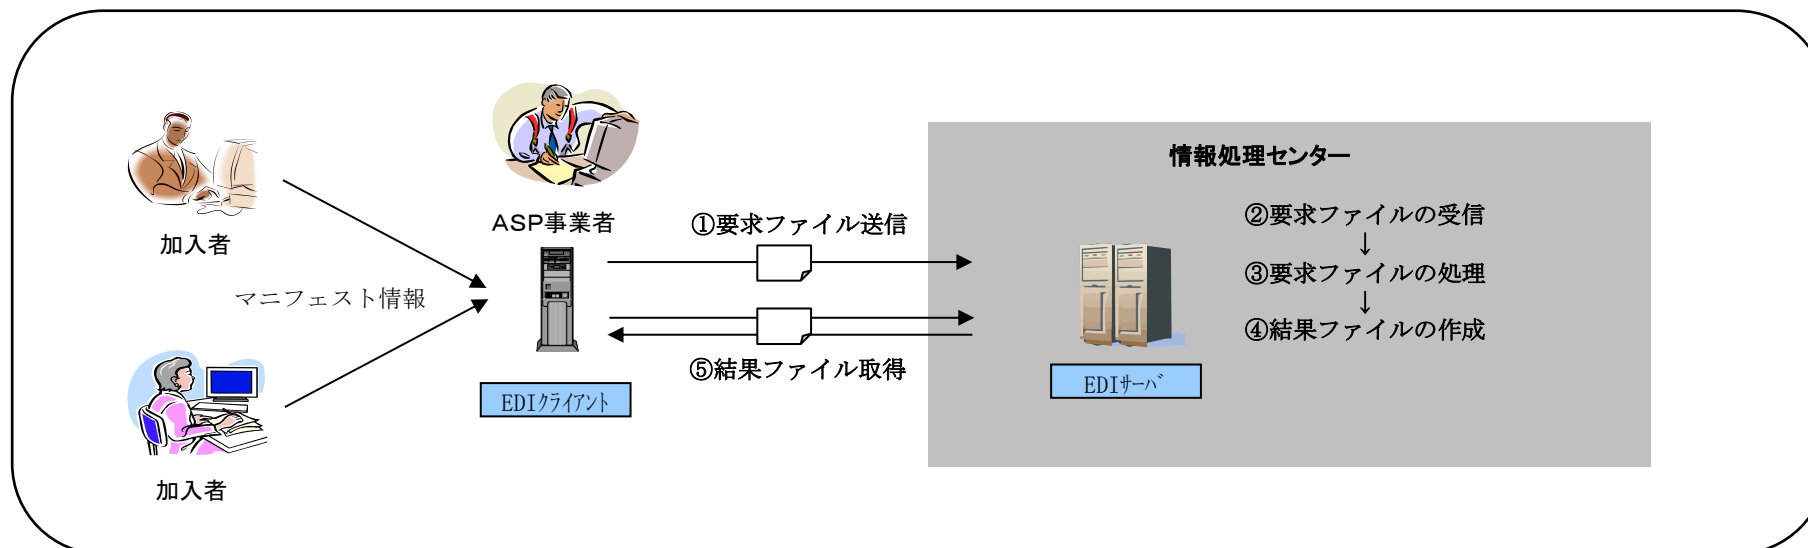 加入者
マニフェスト情報
加入者
ASP事業者
EDIｸﾗｲｱﾝﾄ
①要求ファイル送信
⑤結果ファイル取得
情報処理センター
EDIｻｰﾊﾞ
②要求ファイルの受信
↓
③要求ファイルの処理
↓
④結果ファイルの作成